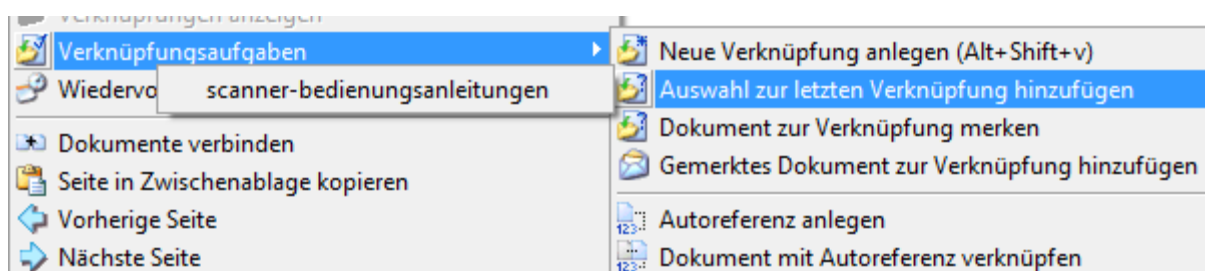 Verknüpfungen anzeigen
Verknüpfungsaufgaben
scanner-bedienungsanleitungen
Dokumente verbinden
Seite in Zwischenablage kopieren
Vorherige Seite
Nächste Seite
Neue Verknüpfung anlegen (Alt+Shift+v)
Auswahl zur letzten Verknüpfung hinzufügen
Dokument zur Verknüpfung merken
Gemerktes Dokument zur Verknüpfung hinzufügen
Autoreferenz anlegen
Dokument mit Autoreferenz verknüpfen